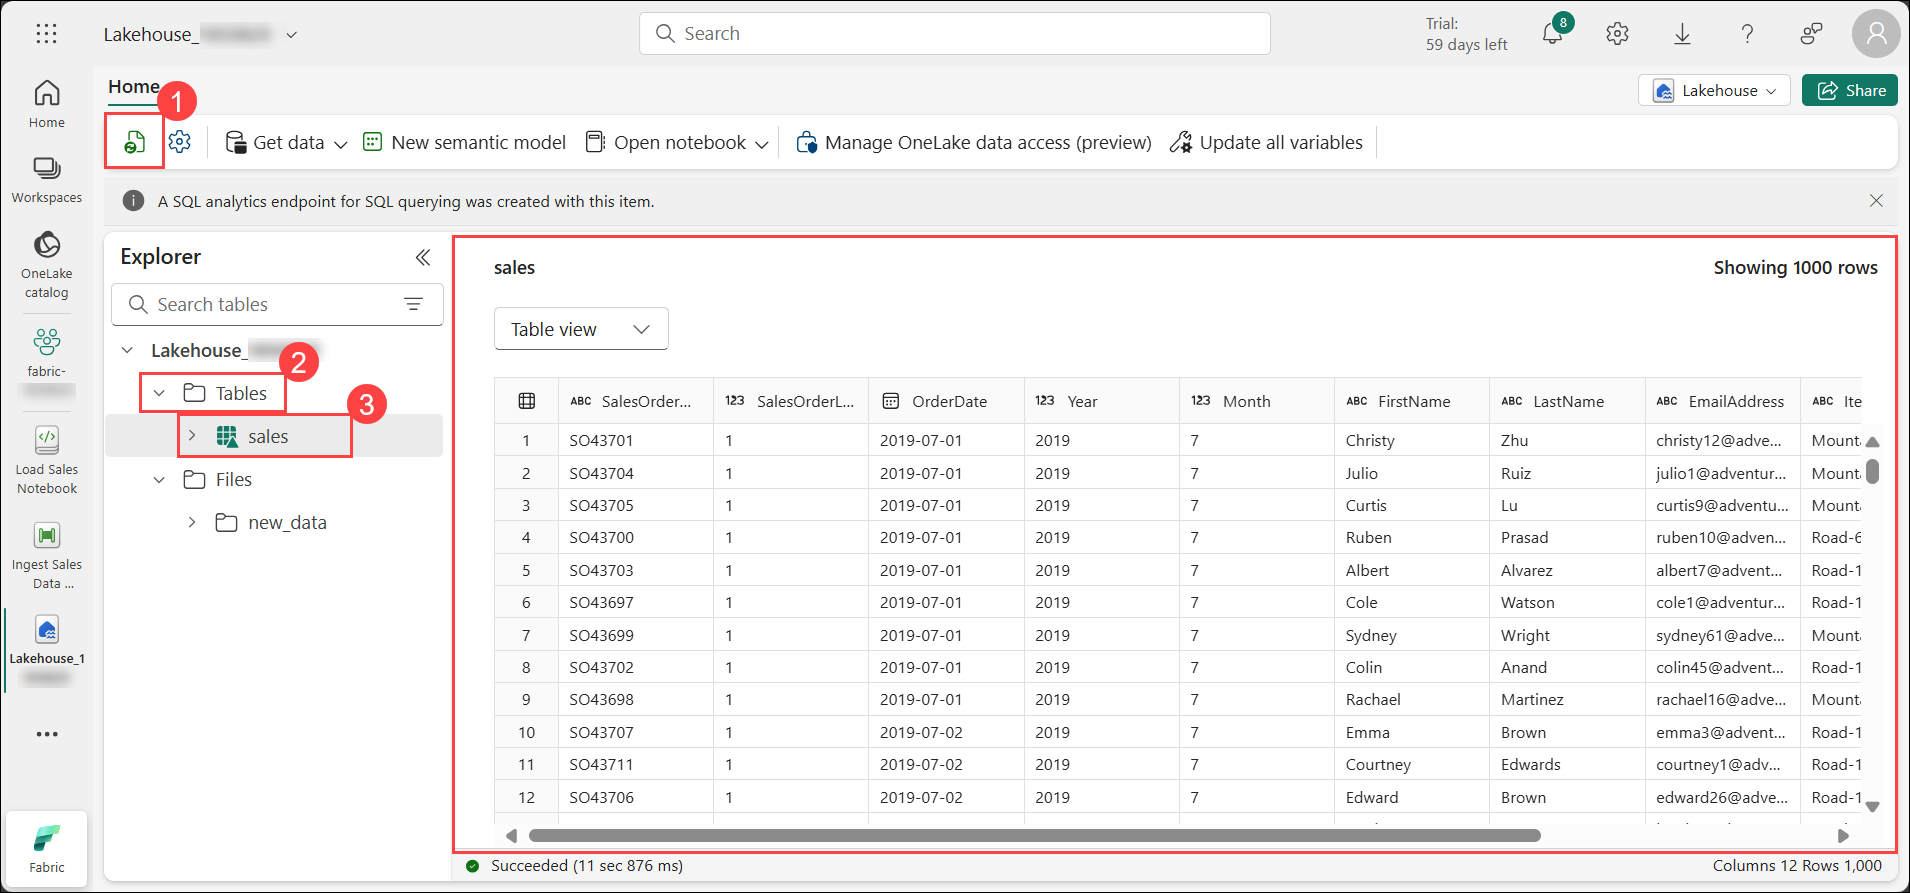 Lakehouse_
Search
Trial:
59 days left
8
Home
Workspaces
OneLake
catalog
fabric-
Load Sales
Notebook
Ingest Sales
Data ...
Lakehouse_1
Fabric
Home
1
Lakehouse
Share
Get data
New semantic model
Open notebook
Manage OneLake data access (preview)
Update all variables
A SQL analytics endpoint for SQL querying was created with this item.
Explorer
Search tables
Lakehouse_
2
Tables
3
sales
Files
new_data
sales
Showing 1000 rows
Table view
ABC SalesOrder... 123 SalesOrderL... OrderDate 123 Year 123 Month ABC FirstName ABC LastName ABC EmailAddress ABC Ite
1 SO43701 1 2019-07-01 2019 7 Christy Zhu christy12@adve... Mount
2 SO43704 1 2019-07-01 2019 7 Julio Ruiz julio1@adventur... Mount
3 SO43705 1 2019-07-01 2019 7 Curtis Lu curtis9@adventu... Mount
4 SO43700 1 2019-07-01 2019 7 Ruben Prasad ruben10@adven... Road-6
5 SO43703 1 2019-07-01 2019 7 Albert Alvarez albert7@advent... Road-1
6 SO43697 1 2019-07-01 2019 7 Cole Watson cole1@adventur... Road-1
7 SO43699 1 2019-07-01 2019 7 Sydney Wright sydney61@adve... Mount
8 SO43702 1 2019-07-01 2019 7 Colin Anand colin45@advent... Road-1
9 SO43698 1 2019-07-01 2019 7 Rachael Martinez rachael16@adve... Mount
10 SO43707 1 2019-07-02 2019 7 Emma Brown emma3@advent... Road-1
11 SO43711 1 2019-07-02 2019 7 Courtney Edwards courtney1@adv... Road-1
12 SO43706 1 2019-07-02 2019 7 Edward Brown edward26@adve... Road-1
Succeeded (11 sec 876 ms)
Columns 12 Rows 1,000